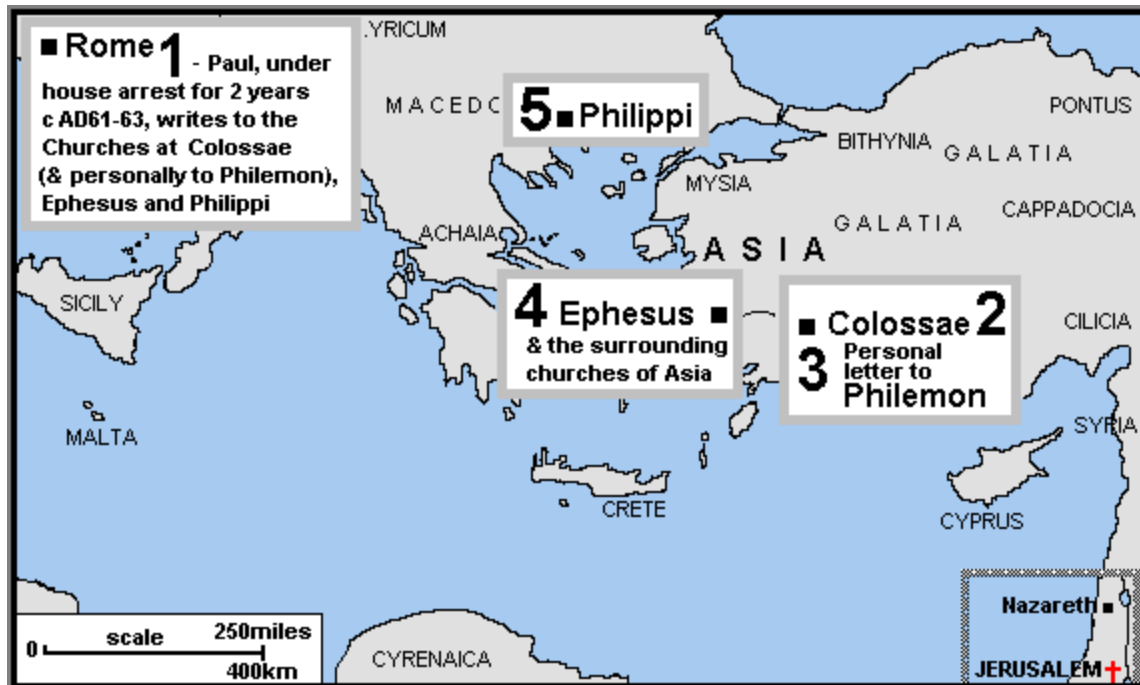 ■ Rome 1 - Paul, under
house arrest for 2 years
c AD61-63, writes to the
Churches at Colossae
(& personally to Philemon),
Ephesus and Philippi
.YRICUM
MACEDO
5 ■ Philippi
PONTUS
BITHYNIA
GALATIA
MYSIA
CAPPADOCIA
GALATIA
ACHAIA
ASIA
SICILY
4 Ephesus ■
& the surrounding
churches of Asia
■ Colossae 2
3 Personal
letter to
Philemon
CILICIA
MALTA
SYRIA
CRETE
CYPRUS
Nazareth ■
JERUSALEM †
scale 250miles
0
400km
CYRENAICA